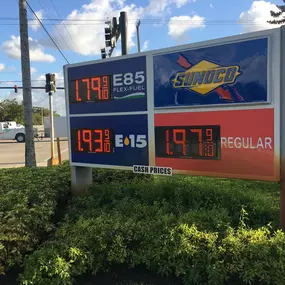 1.79 9/10 E85
FLEX-FUEL
SUNOCO
1.93 9/10 E15
1.97 9/10 REGULAR
CASH PRICES